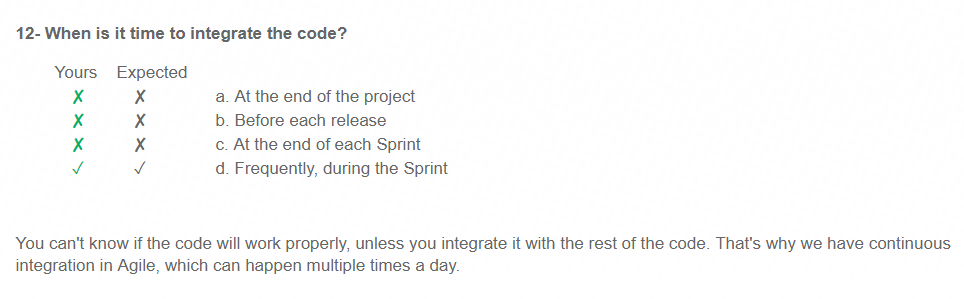 12- When is it time to integrate the code?
Yours Expected
✗ ✗ a. At the end of the project
✗ ✗ b. Before each release
✗ ✗ c. At the end of each Sprint
✓ ✓ d. Frequently, during the Sprint
You can't know if the code will work properly, unless you integrate it with the rest of the code. That's why we have continuous
integration in Agile, which can happen multiple times a day.